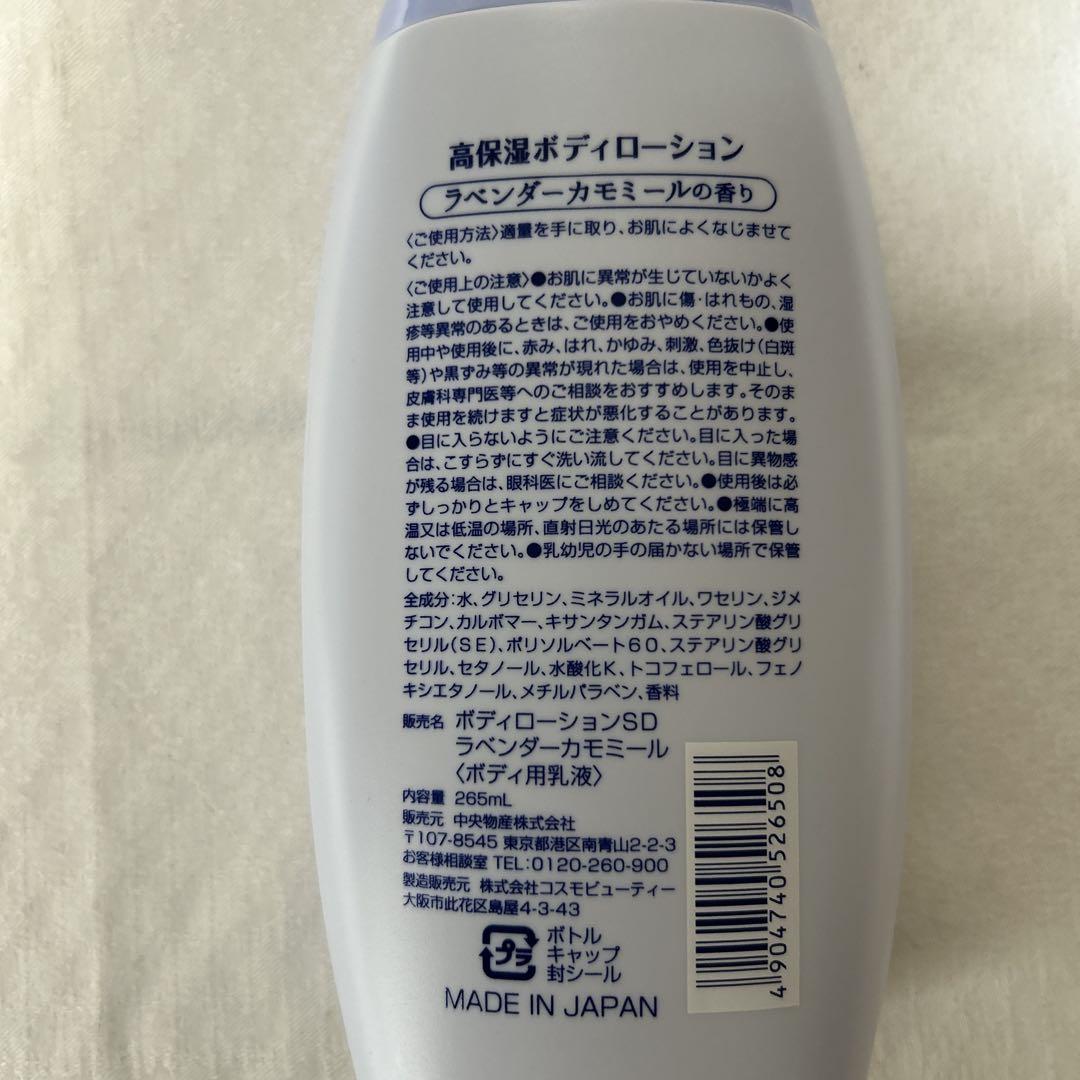 高保湿ボディローション
ラベンダーカモミールの香り
〈ご使用方法〉適量を手に取り、お肌によくなじませて
ください。
〈ご使用上の注意〉●お肌に異常が生じていないかよく
注意して使用してください。●お肌に傷・はれもの、湿
疹等異常のあるときは、ご使用をおやめください。●使
用中や使用後に、赤み、はれ、かゆみ、刺激、色抜け(白斑
等)や黒ずみ等の異常が現れた場合は、使用を中止し、
皮膚科専門医等へのご相談をおすすめします。そのま
ま使用を続けますと症状が悪化することがあります。
●目に入らないようにご注意ください。目に入った場
合は、こすらずにすぐ洗い流してください。目に異物感
が残る場合は、眼科医にご相談ください。●使用後は必
ずしっかりとキャップをしめてください。●極端に高
温又は低温の場所、直射日光のあたる場所には保管し
ないでください。●乳幼児の手の届かない場所で保管
してください。
全成分:水、グリセリン、ミネラルオイル、ワセリン、ジメ
チコン、カルボマー、キサンタンガム、ステアリン酸グリ
セリル(SE)、ポリソルベート60、ステアリン酸グリ
セリル、セタノール、水酸化K、トコフェロール、フェノ
キシエタノール、メチルパラベン、香料
販売名 ボディローションSD
ラベンダーカモミール
〈ボディ用乳液〉
内容量 265mL
販売元 中央物産株式会社
〒107-8545 東京都港区南青山2-2-3
お客様相談室 TEL:0120-260-900
製造販売元 株式会社コスモビューティー
大阪市此花区島屋4-3-43
プラ
ボトル
キャップ
封シール
MADE IN JAPAN
4904740526508